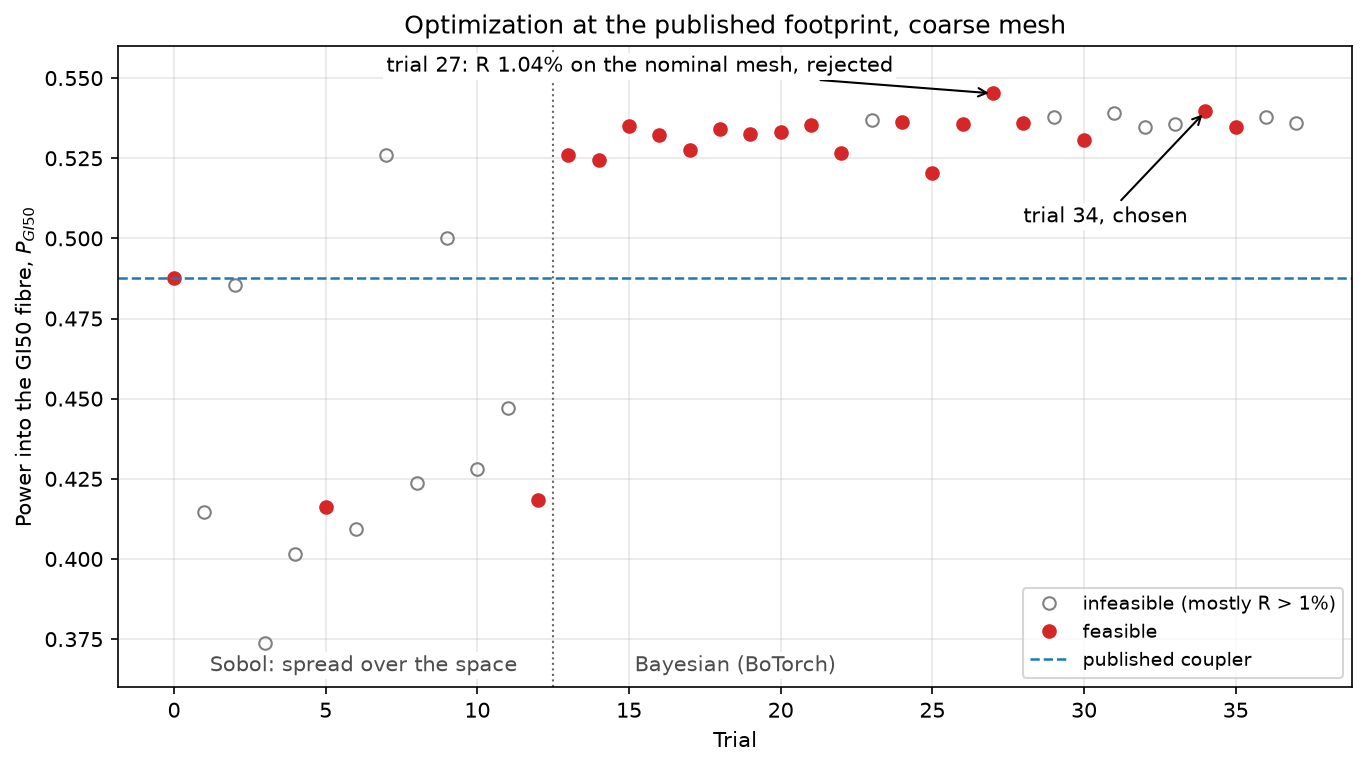 Optimization at the published footprint, coarse mesh
trial 27: R 1.04% on the nominal mesh, rejected
trial 34, chosen
Power into the GI50 fibre, P_{GI50}
0.550
0.525
0.500
0.475
0.450
0.425
0.400
0.375
Sobol: spread over the space
Bayesian (BoTorch)
infeasible (mostly R > 1%)
feasible
published coupler
0 5 10 15 20 25 30 35
Trial